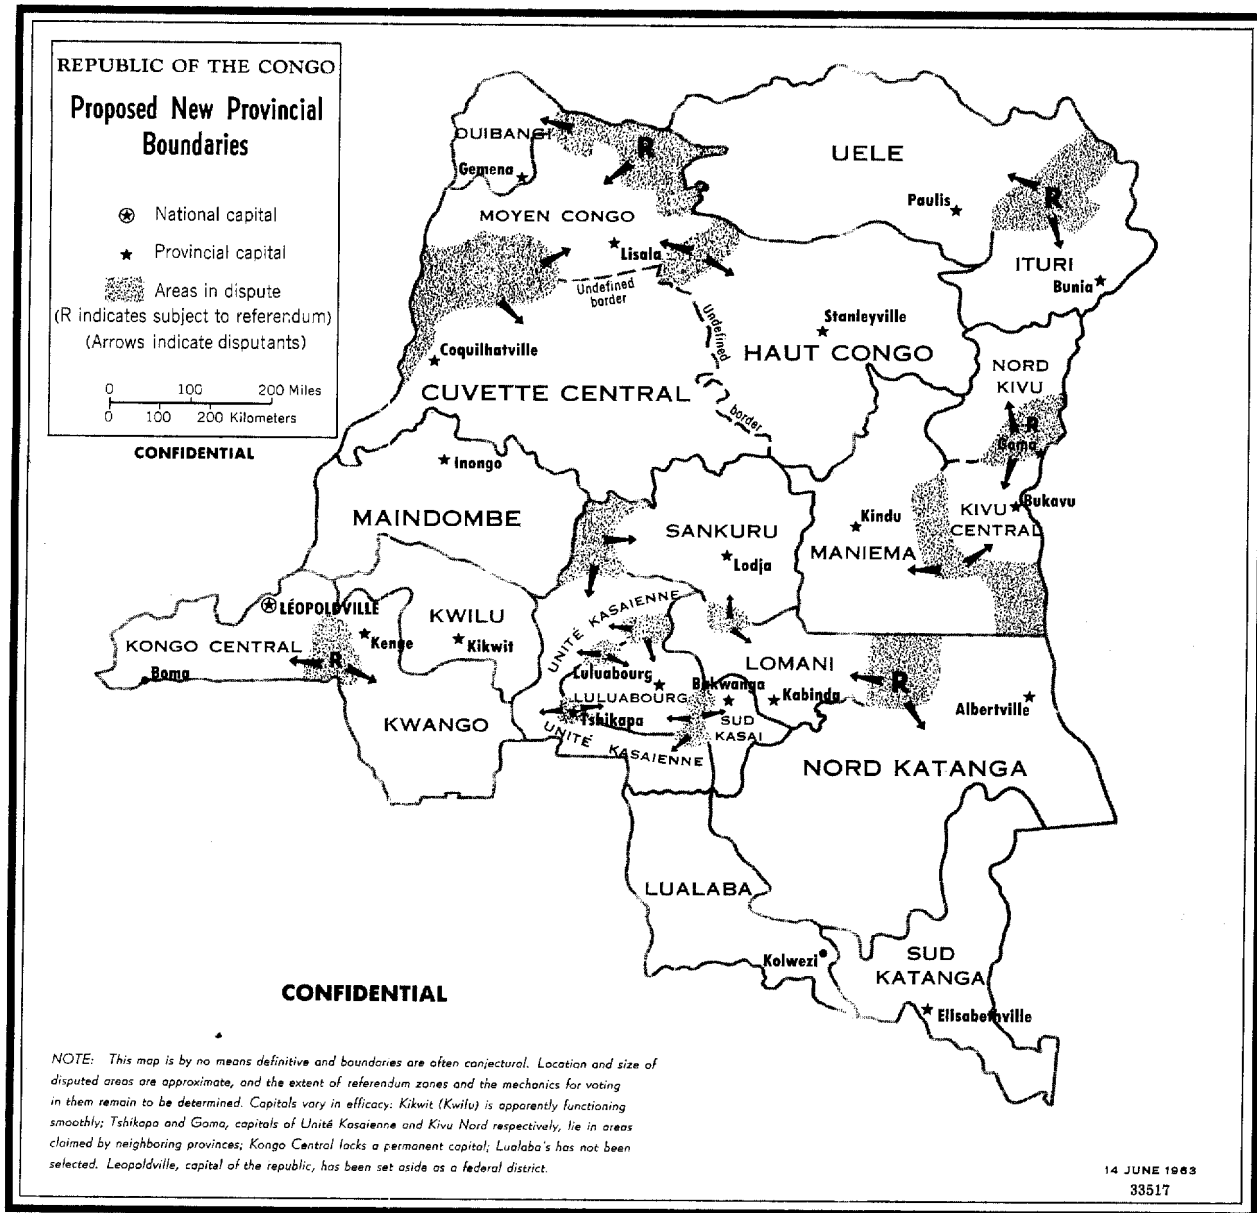 REPUBLIC OF THE CONGO
Proposed New Provincial
Boundaries
National capital
Provincial capital
Areas in dispute
(R indicates subject to referendum)
(Arrows indicate disputants)
0 100 200 Miles
0 100 200 Kilometers
CONFIDENTIAL
OUIBANGI
R
UELE
Gemena
Paulis
R
MOYEN CONGO
Lisala
ITURI
Bunia
Undefined
border
Undefined
border
Stanleyville
Coquilhatville
HAUT CONGO
NORD
KIVU
CUVETTE CENTRAL
R
Goma
Inongo
MAINDOMBE
SANKURU
Lodja
Kindu
MANIEMA
KIVU
CENTRAL
Bukavu
LÉOPOLDVILLE
KONGO CENTRAL
Boma
R
Kenge
KWILU
Kikwit
KWANGO
UNITÉ KASAIENNE
Luluabourg
LULUABOURG
Tshikapa
UNITÉ KASAIENNE
Bakwanga
SUD
KASAI
LOMANI
Kabinda
R
Albertville
NORD KATANGA
LUALABA
Kolwezi
SUD
KATANGA
Elisabethville
CONFIDENTIAL
NOTE: This map is by no means definitive and boundaries are often conjectural. Location and size of
disputed areas are approximate, and the extent of referendum zones and the mechanics for voting
in them remain to be determined. Capitals vary in efficacy: Kikwit (Kwilu) is apparently functioning
smoothly; Tshikapa and Goma, capitals of Unité Kasaienne and Kivu Nord respectively, lie in areas
claimed by neighboring provinces; Kongo Central lacks a permanent capital; Lualaba's has not been
selected. Leopoldville, capital of the republic, has been set aside as a federal district.
14 JUNE 1963
33517